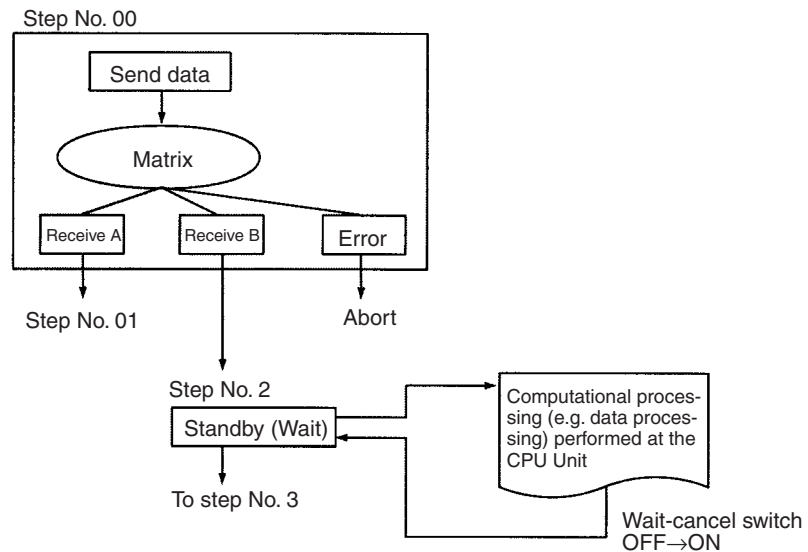 Step No. 00
Send data
Matrix
Receive A
Receive B
Error
Step No. 01
Abort
Step No. 2
Standby (Wait)
Computational proces-
sing (e.g. data proces-
sing) performed at the
CPU Unit
To step No. 3
Wait-cancel switch
OFF→ON